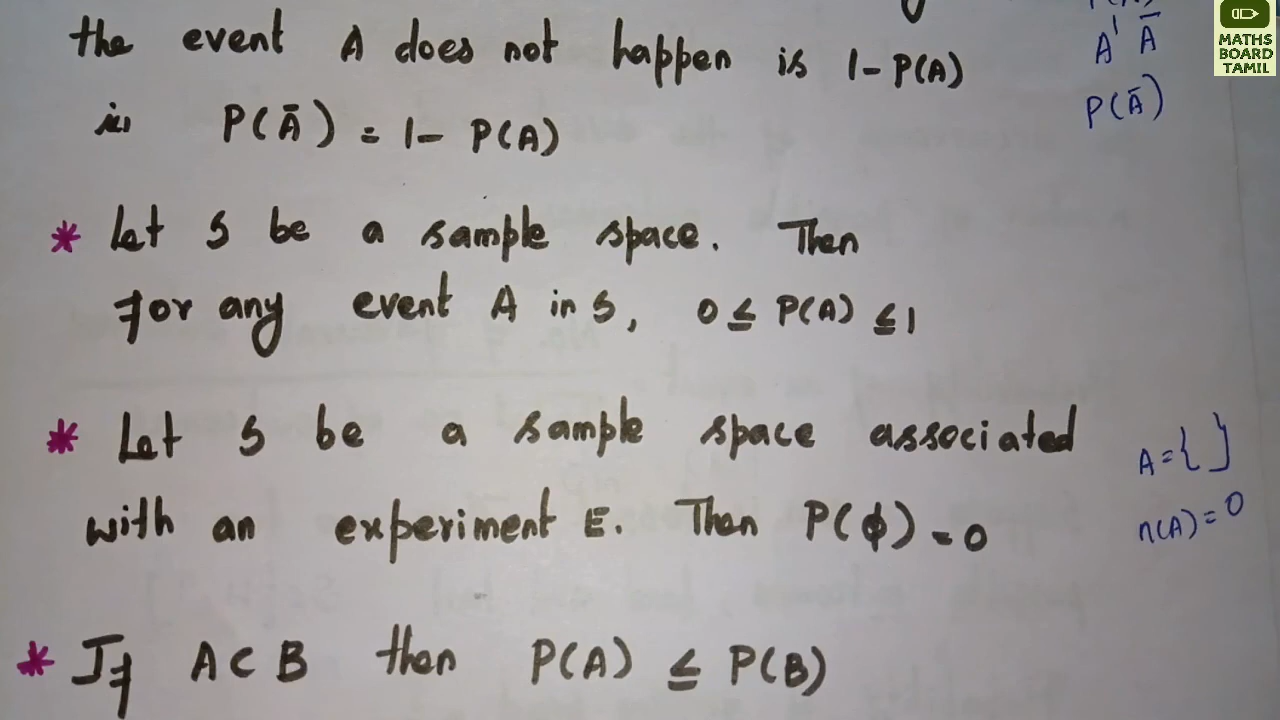 the event A does not happen is 1-P(A)
ie, P(Ā) = 1- P(A)
A' Ā
P(Ā)
* Let S be a sample space. Then
for any event A in S, 0 ≤ P(A) ≤ 1
* Let S be a sample space associated
with an experiment E. Then P(ϕ) = 0
A = { }
n(A) = 0
* If A ⊂ B then P(A) ≤ P(B)
MATHS
BOARD
TAMIL